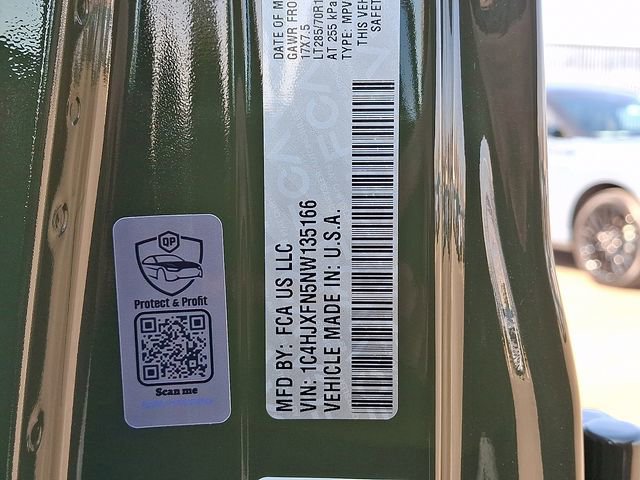 DATE OF M
GAWR FRO
17X7.5
LT285/70R1
AT 255 kPa
TYPE: MPV
THIS VEH
SAFET
MFD BY: FCA US LLC
VIN: 1C4HJXFN5NW135166
VEHICLE MADE IN: U.S.A.
QP
Protect & Profit
Scan me